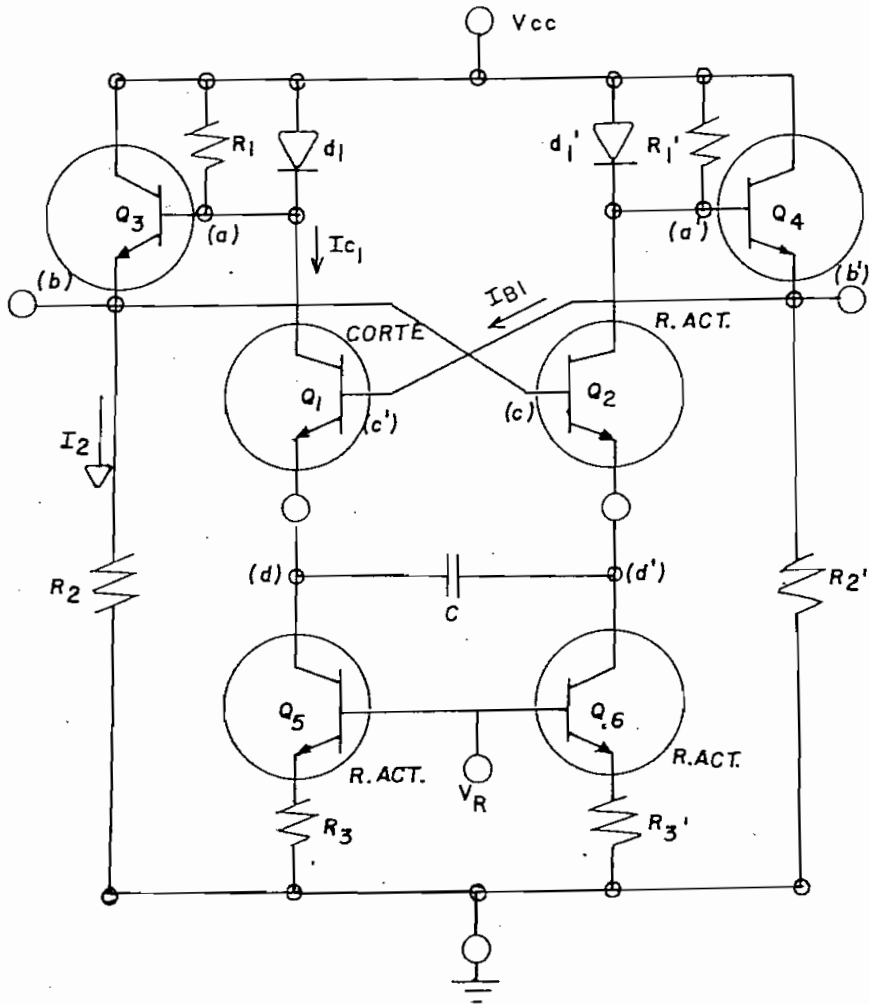 Vcc
R1
d1
d1'
R1'
Q3
(a)
(a')
Q4
Ic1
(b)
IB1
(b')
CORTE
R.ACT.
Q1
(c')
(c)
Q2
I2
(d)
(d')
R2
C
R2'
Q5
Q.6
R.ACT.
R.ACT.
VR
R3
R3'